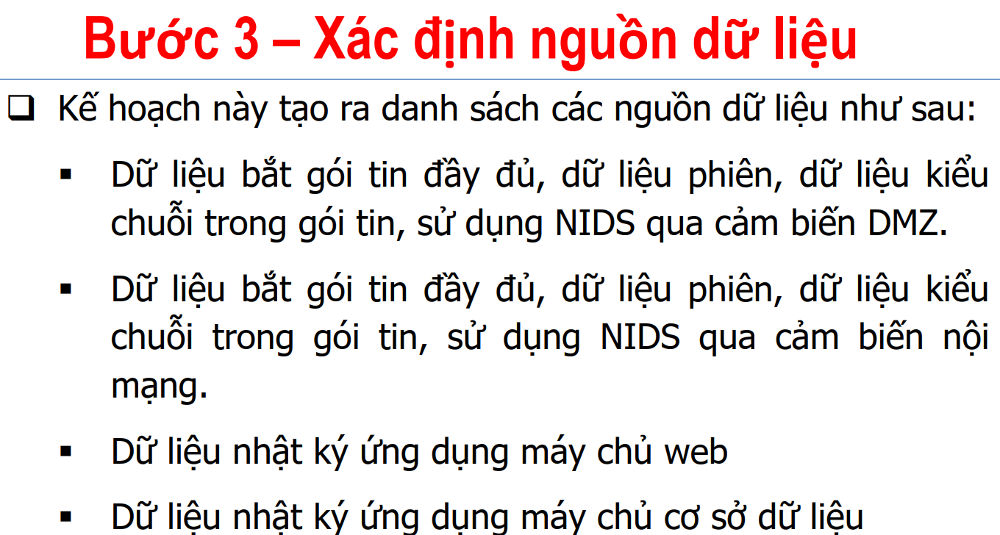 Bước 3 – Xác định nguồn dữ liệu
Kế hoạch này tạo ra danh sách các nguồn dữ liệu như sau:
Dữ liệu bắt gói tin đầy đủ, dữ liệu phiên, dữ liệu kiểu
chuỗi trong gói tin, sử dụng NIDS qua cảm biến DMZ.
Dữ liệu bắt gói tin đầy đủ, dữ liệu phiên, dữ liệu kiểu
chuỗi trong gói tin, sử dụng NIDS qua cảm biến nội
mạng.
Dữ liệu nhật ký ứng dụng máy chủ web
Dữ liệu nhật ký ứng dụng máy chủ cơ sở dữ liệu